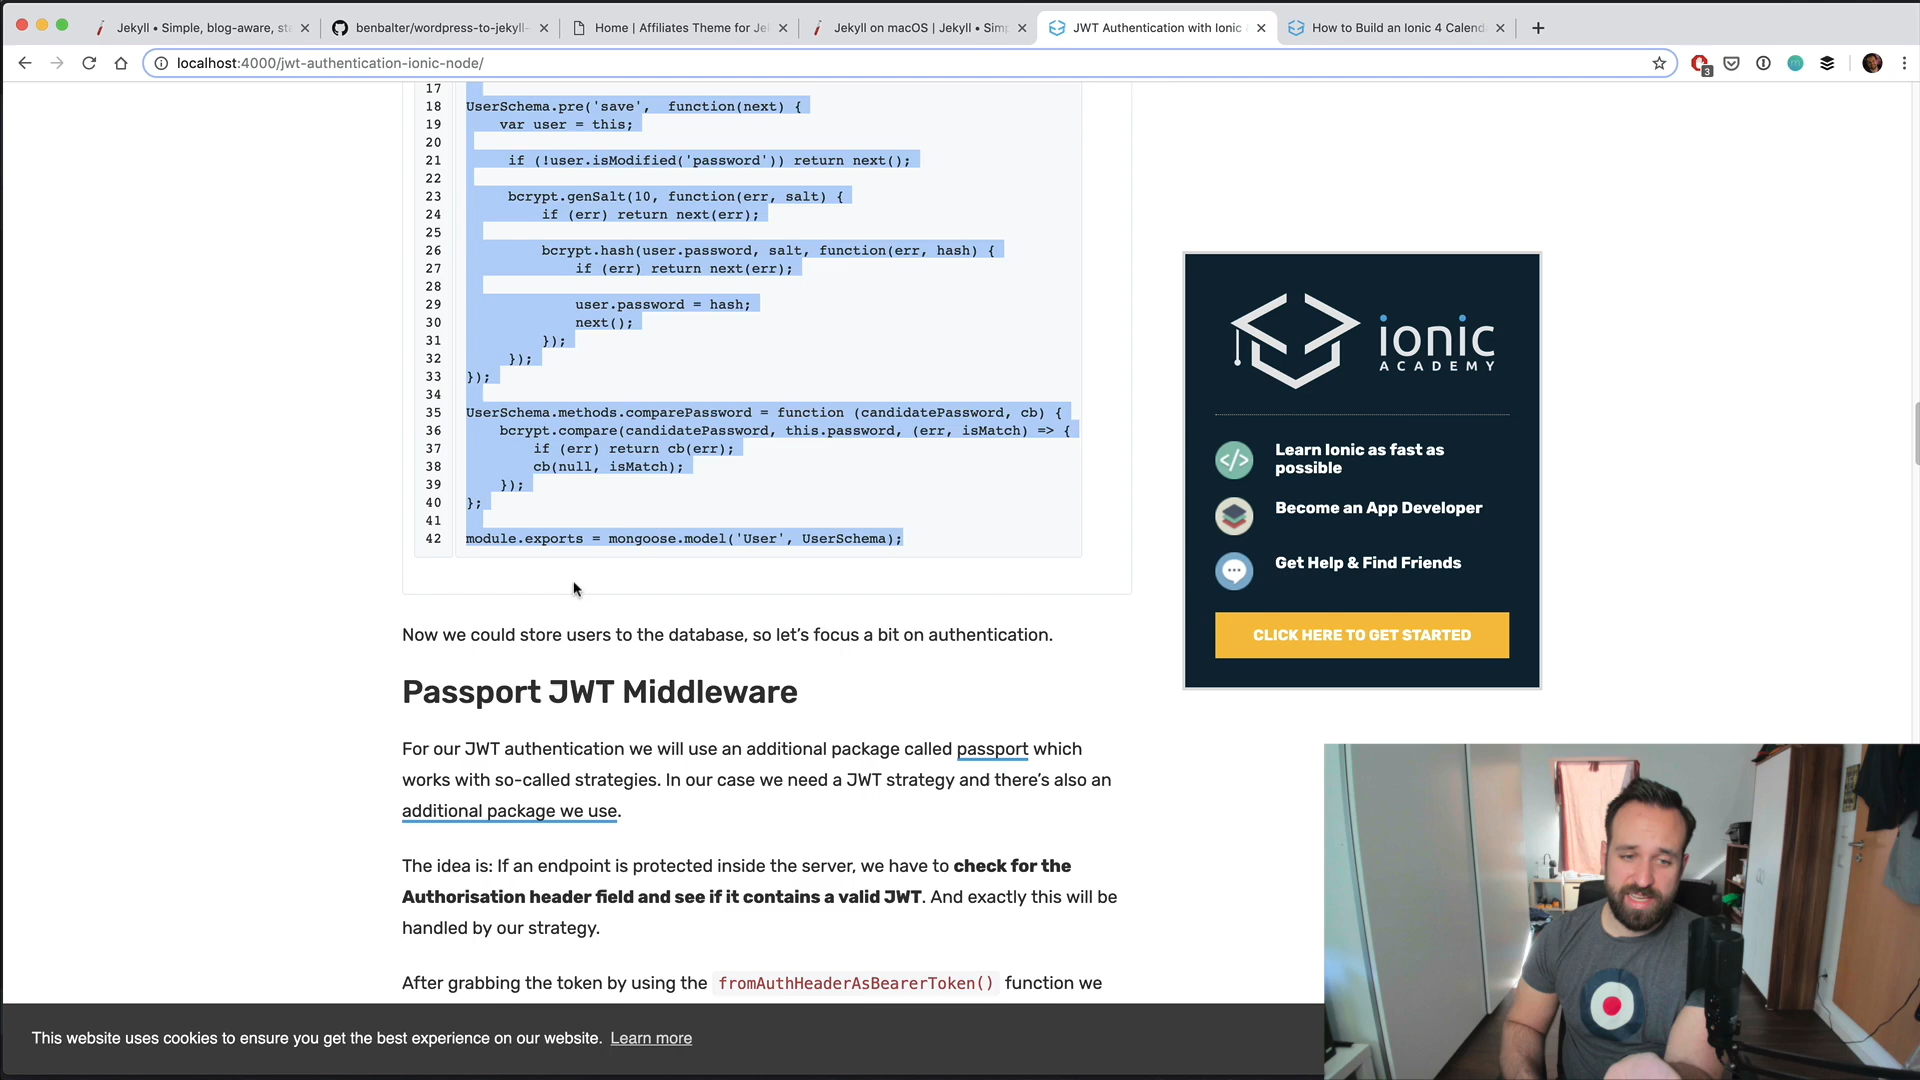 Jekyll • Simple, blog-aware, st
benbalter/wordpress-to-jekyll-
Home | Affiliates Theme for Je
Jekyll on macOS | Jekyll • Sim
JWT Authentication with Ionic
How to Build an Ionic 4 Calend
localhost:4000/jwt-authentication-ionic-node/
3
17
18 UserSchema.pre('save',  function(next) {
19 var user = this;
20
21 if (!user.isModified('password')) return next();
22
23 bcrypt.genSalt(10, function(err, salt) {
24 if (err) return next(err);
25
26 bcrypt.hash(user.password, salt, function(err, hash) {
27 if (err) return next(err);
28
29 user.password = hash;
30 next();
31 });
32 });
33 });
34
35 UserSchema.methods.comparePassword = function (candidatePassword, cb) {
36 bcrypt.compare(candidatePassword, this.password, (err, isMatch) => {
37 if (err) return cb(err);
38 cb(null, isMatch);
39 });
40 };
41
42 module.exports = mongoose.model('User', UserSchema);
Now we could store users to the database, so let's focus a bit on authentication.
Passport JWT Middleware
For our JWT authentication we will use an additional package called passport which
works with so-called strategies. In our case we need a JWT strategy and there's also an
additional package we use.
The idea is: If an endpoint is protected inside the server, we have to check for the
Authorisation header field and see if it contains a valid JWT. And exactly this will be
handled by our strategy.
After grabbing the token by using the fromAuthHeaderAsBearerToken() function we
ionic
ACADEMY
Learn Ionic as fast as
possible
Become an App Developer
Get Help & Find Friends
CLICK HERE TO GET STARTED
This website uses cookies to ensure you get the best experience on our website. Learn more